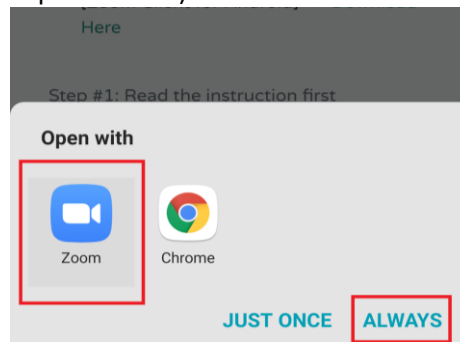 Here
Step #1: Read the instruction first
Open with
Zoom
Chrome
JUST ONCE
ALWAYS